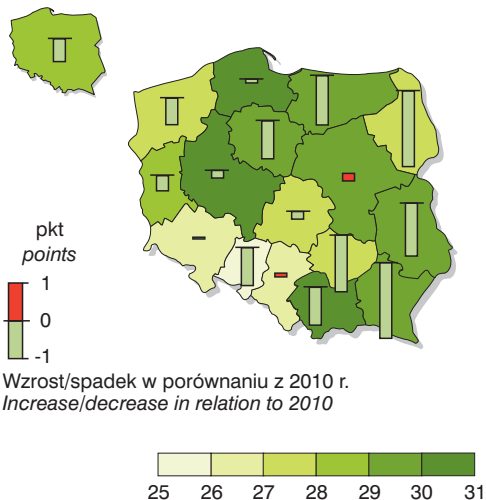 pkt
points
1
0
-1
Wzrost/spadek w porównaniu z 2010 r.
Increase/decrease in relation to 2010
25 26 27 28 29 30 31